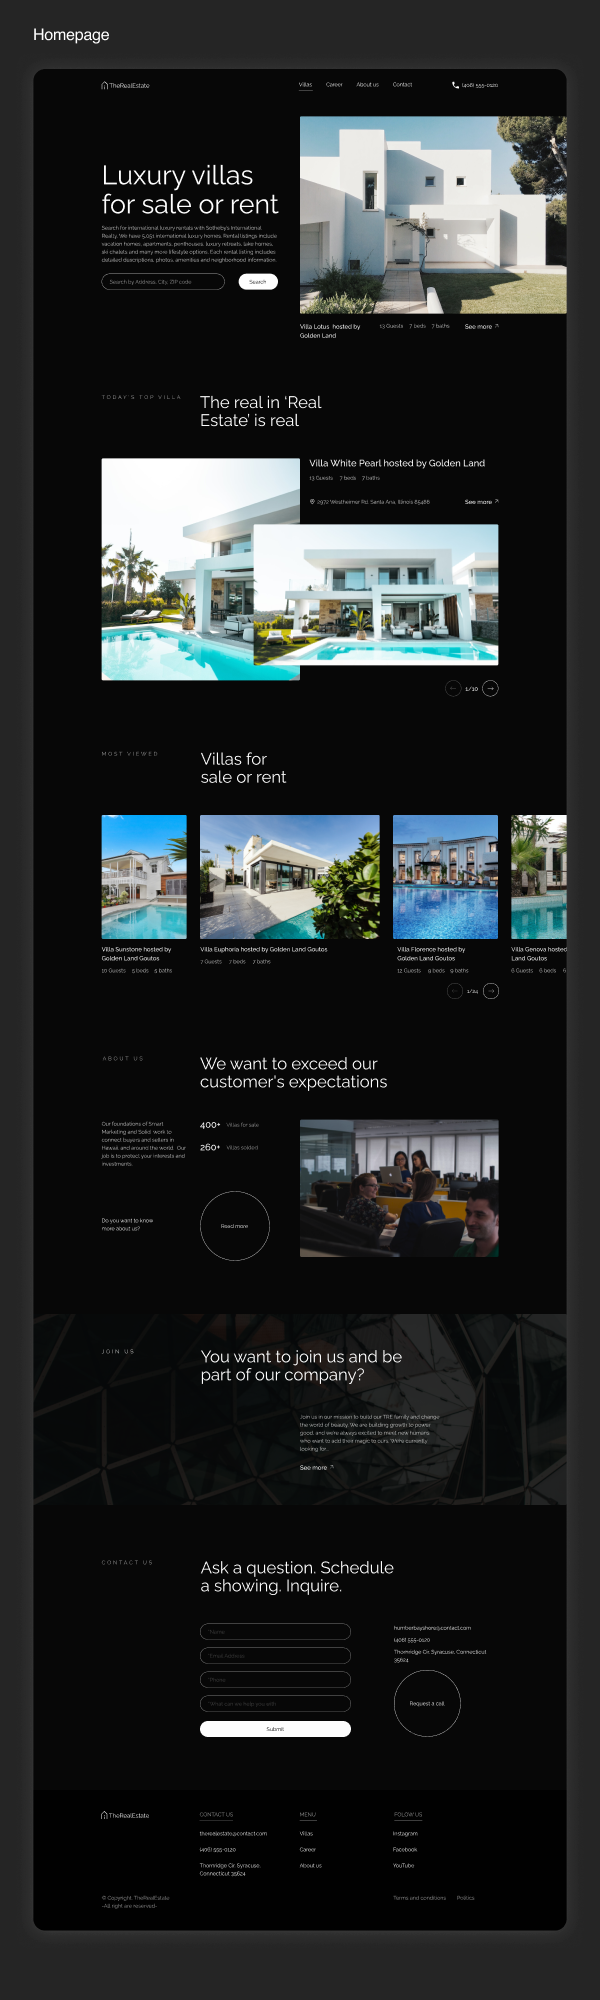 Homepage
TheRealEstate
Villas
Career
About us
Contact
(406) 555-0120
Luxury villas
for sale or rent
Search for international luxury rentals with Sotheby's International
Realty. We have 5,051 international luxury homes. Rental listings include
vacation homes, apartments, penthouses, luxury retreats, lake homes,
ski chalets and many more lifestyle options. Each rental listing includes
detailed descriptions, photos, amenities and neighborhood information.
Search by Address, City, ZIP code
Search
Villa Lotus hosted by
Golden Land
13 Guests 7 beds 7 baths
See more
TODAY'S TOP VILLA
The real in 'Real
Estate' is real
Villa White Pearl hosted by Golden Land
13 Guests 7 beds 7 baths
2972 Westheimer Rd. Santa Ana, Illinois 85486
See more
1/10
MOST VIEWED
Villas for
sale or rent
Villa Sunstone hosted by
Golden Land Goutos
10 Guests 5 beds 5 baths
Villa Euphoria hosted by Golden Land Goutos
7 Guests 7 beds 7 baths
Villa Florence hosted by
Golden Land Goutos
12 Guests 9 beds 9 baths
Villa Genova hosted
Land Goutos
6 Guests 6 beds 6
1/24
ABOUT US
We want to exceed our
customer's expectations
Our foundations of Smart
Marketing and Solid work to
connect buyers and sellers in
Hawaii and around the world. Our
job is to protect your interests and
investments.
400+ Villas for sale
260+ Villas solded
Do you want to know
more about us?
Read more
JOIN US
You want to join us and be
part of our company?
Join us in our mission to build our TRE family and change
the world of beauty. We are building growth to power
good, and we're always excited to meet new humans
who want to add their magic to ours. We're currently
looking for..
See more
CONTACT US
Ask a question. Schedule
a showing. Inquire.
*Name
*Email Address
*Phone
*What can we help you with
Submit
humberbayshore@contact.com
(406) 555-0120
Thornridge Cir. Syracuse, Connecticut
35624
Request a call
TheRealEstate
CONTACT US
therealestate@contact.com
(406) 555-0120
Thornridge Cir. Syracuse,
Connecticut 35624
MENU
Villas
Career
About us
FOLOW US
Instagram
Facebook
YouTube
© Copyright, TheRealEstate
-All right are reserved-
Terms and conditions
Politics